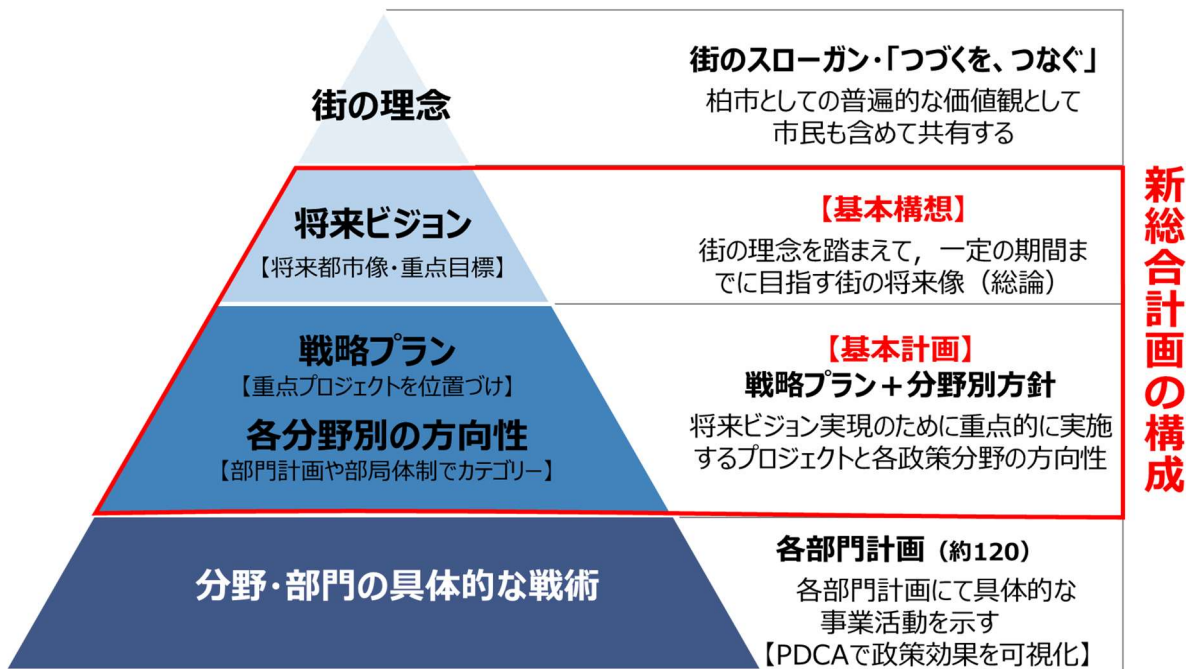 街の理念
街のスローガン・「つづくを、つなぐ」
柏市としての普遍的な価値観として
市民も含めて共有する
将来ビジョン
【将来都市像・重点目標】
【基本構想】
街の理念を踏まえて，一定の期間ま
でに目指す街の将来像（総論）
戦略プラン
【重点プロジェクトを位置づけ】
各分野別の方向性
【部門計画や部局体制でカテゴリー】
【基本計画】
戦略プラン＋分野別方針
将来ビジョン実現のために重点的に実施
するプロジェクトと各政策分野の方向性
分野・部門の具体的な戦術
各部門計画（約120）
各部門計画にて具体的な
事業活動を示す
【PDCAで政策効果を可視化】
新総合計画の構成